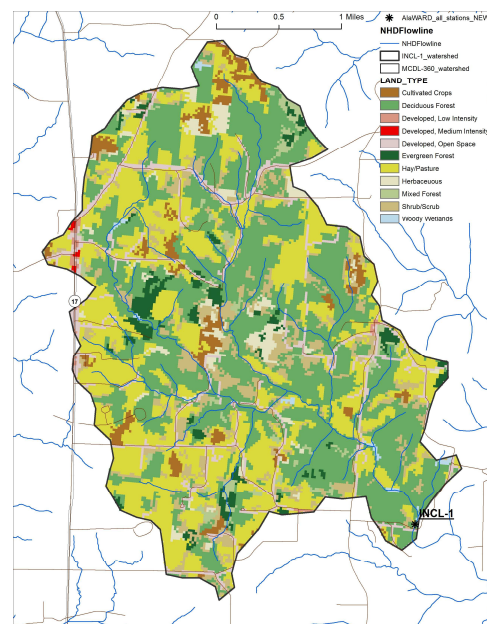 0 0.5 1 Miles
AlaWARD_all_stations_NEW
NHDFlowline
NHDFlowline
INCL-1_watershed
MCDL-360_watershed
LAND_TYPE
Cultivated Crops
Deciduous Forest
Developed, Low Intensity
Developed, Medium Intensity
Developed, Open Space
Evergreen Forest
Hay/Pasture
Herbaceuous
Mixed Forest
Shrub/Scrub
Woody Wetlands
17
INCL-1